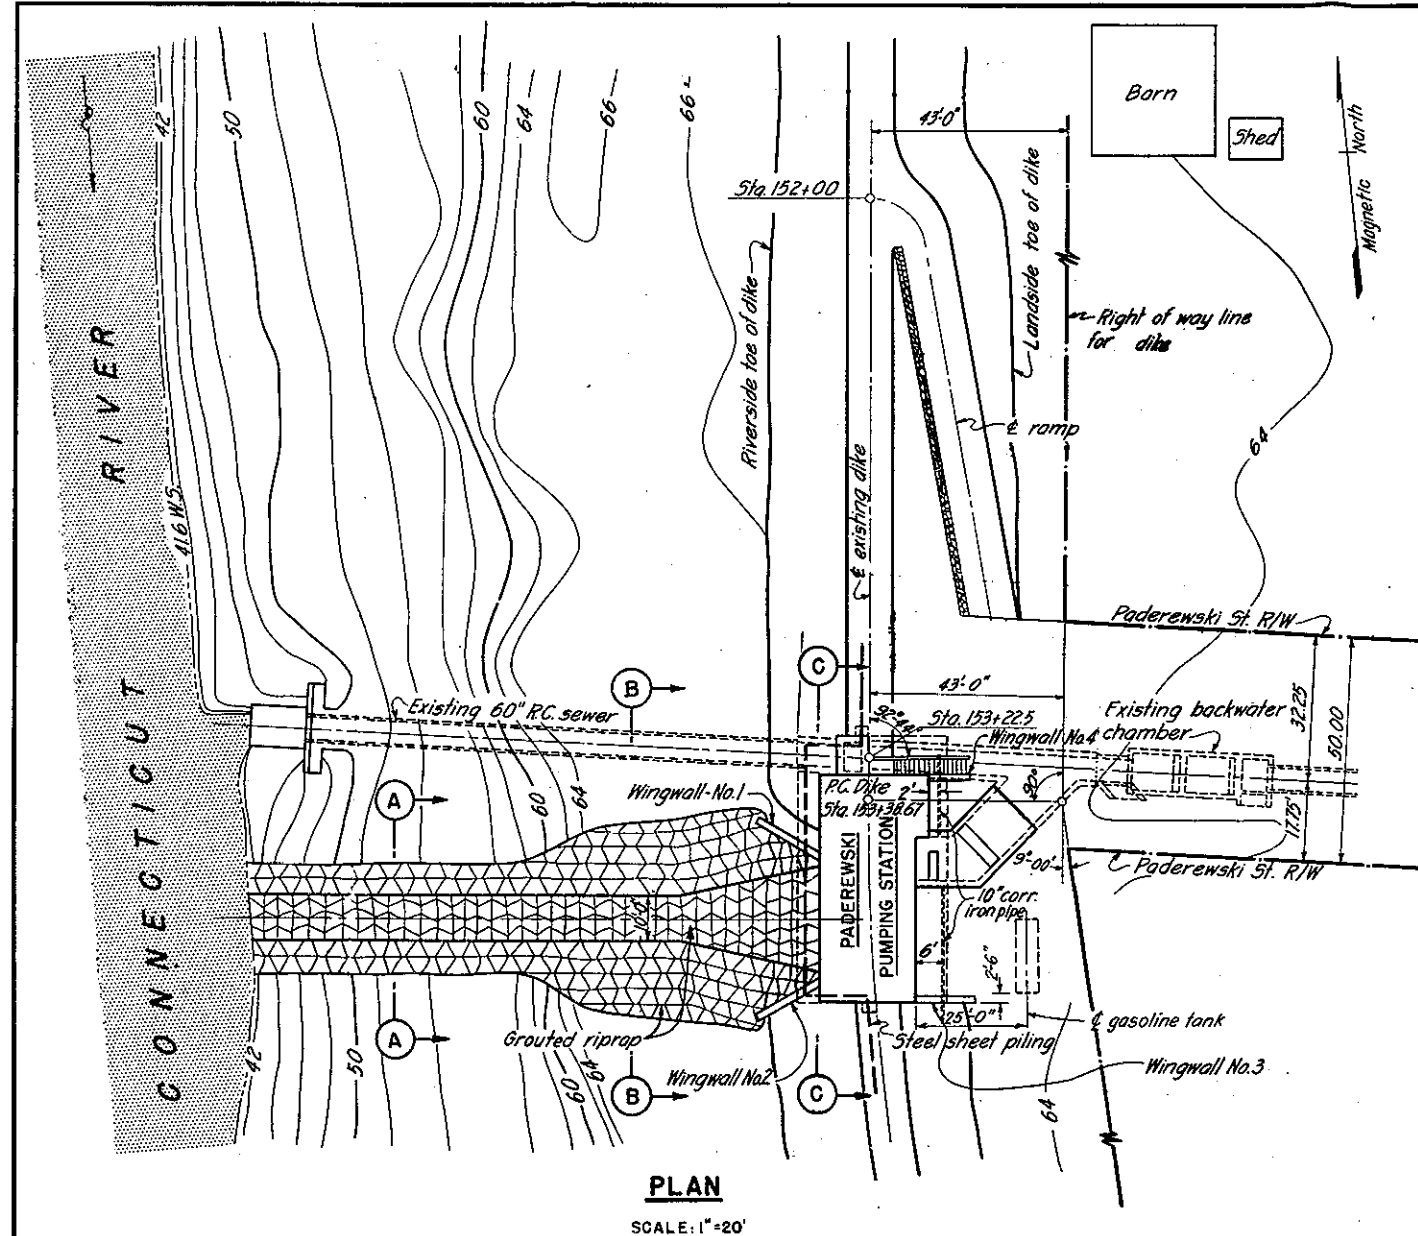 42
50
60
64
66
66
Barn
Shed
43'-0"
Magnetic North
Sta. 152+00
Riverside toe of dike
Landside toe of dike
Right of way line
for dike
℄ ramp
℄ existing dike
64
41.6 W.S.
CONNECTICUT RIVER
Paderewski St. R/W
C
B
43'-0"
Existing 60" R.C. sewer
Sta. 153+22.5
Existing backwater
chamber
32.25
50.00
17.75
Wingwall No.4
90°
A
Wingwall-No.1
P.C. Dike
Sta. 153+38.67
2'
60
64
PADEREWSKI
PUMPING STATION
9°-00'
Paderewski St. R/W
10" corr.
iron pipe
10'-0"
6'
2'-6"
25'-0"
℄ gasoline tank
A
Grouted riprap
Steel sheet piling
Wingwall No.2
Wingwall No.3
B
C
42
50
60
64
64
PLAN
SCALE: 1"=20'